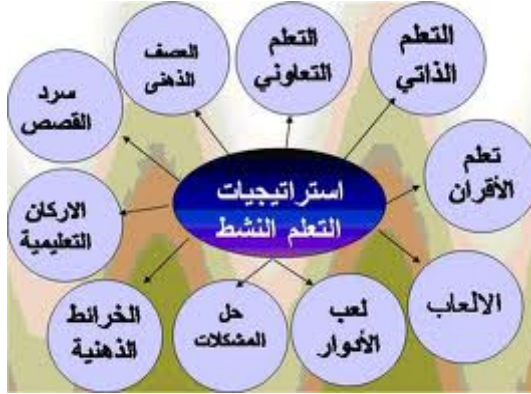 استراتيجيات
التعلم النشط
التعلم
الذاتي
التعلم
التعاوني
العصف
الذهنى
سرد
القصص
تعلم
الأقران
الاركان
التعليمية
الالعاب
لعب
الأدوار
حل
المشكلات
الخرائط
الذهنية